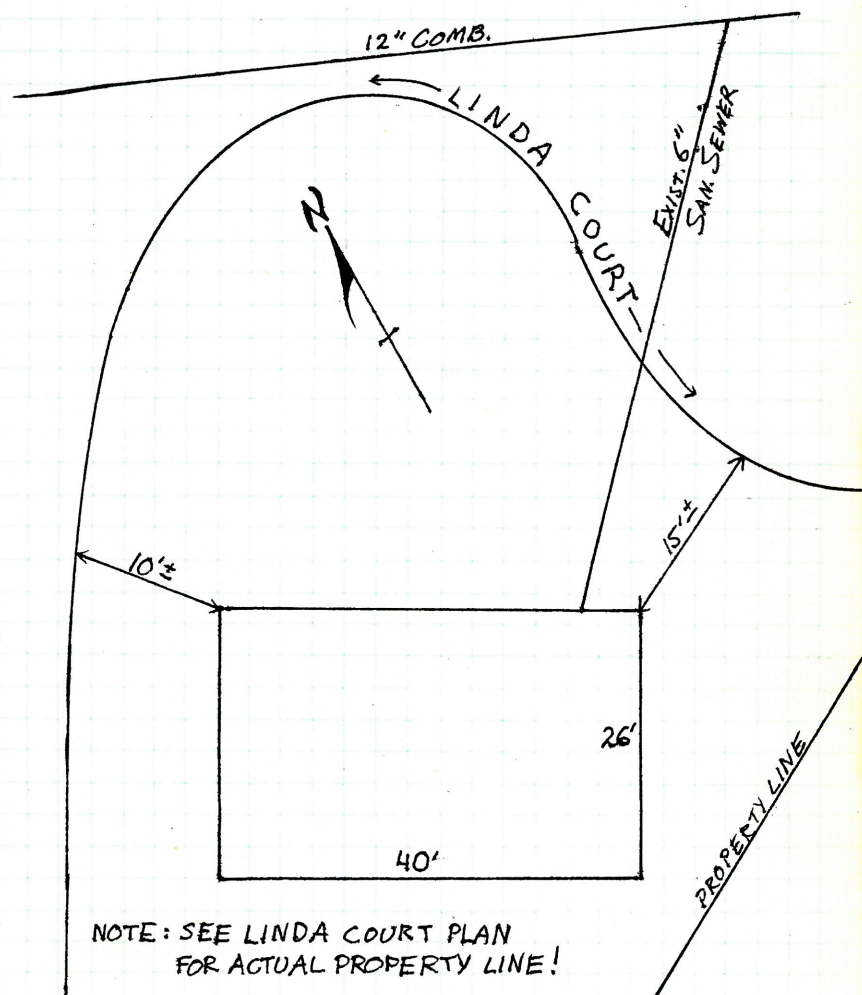 12" COMB.
LINDA COURT
N
EXIST. 6"
SAN. SEWER
10'±
15'±
26'
40'
PROPERTY LINE
NOTE: SEE LINDA COURT PLAN
FOR ACTUAL PROPERTY LINE!